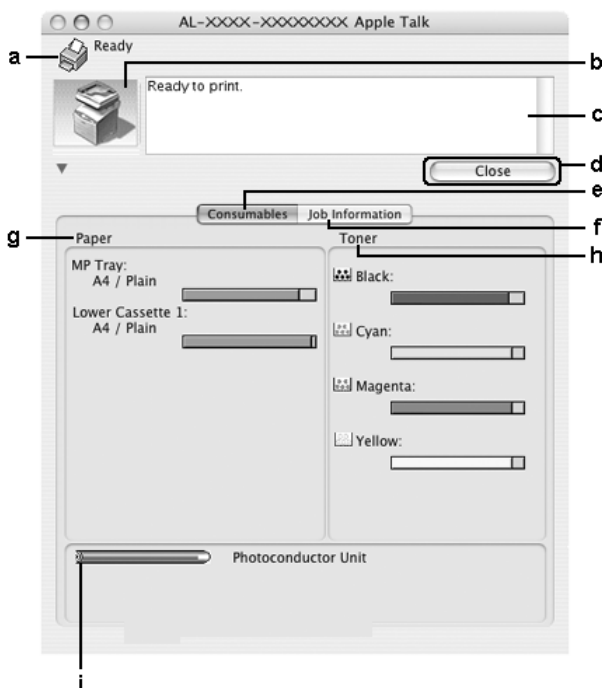 AL-XXXX-XXXXXXXX Apple Talk
a
Ready
b
Ready to print.
c
d
Close
e
Consumables
Job Information
f
g
Paper
Toner
h
MP Tray:
A4 / Plain
Lower Cassette 1:
A4 / Plain
Black:
Cyan:
Magenta:
Yellow:
Photoconductor Unit
i